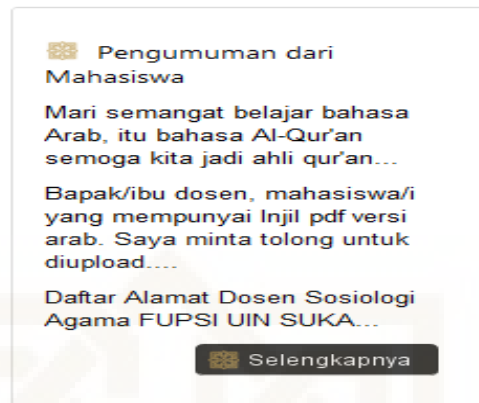 Pengumuman dari
Mahasiswa
Mari semangat belajar bahasa
Arab, itu bahasa Al-Qur'an
semoga kita jadi ahli qur'an...
Bapak/ibu dosen, mahasiswa/i
yang mempunyai Injil pdf versi
arab. Saya minta tolong untuk
diupload....
Daftar Alamat Dosen Sosiologi
Agama FUPSI UIN SUKA...
Selengkapnya